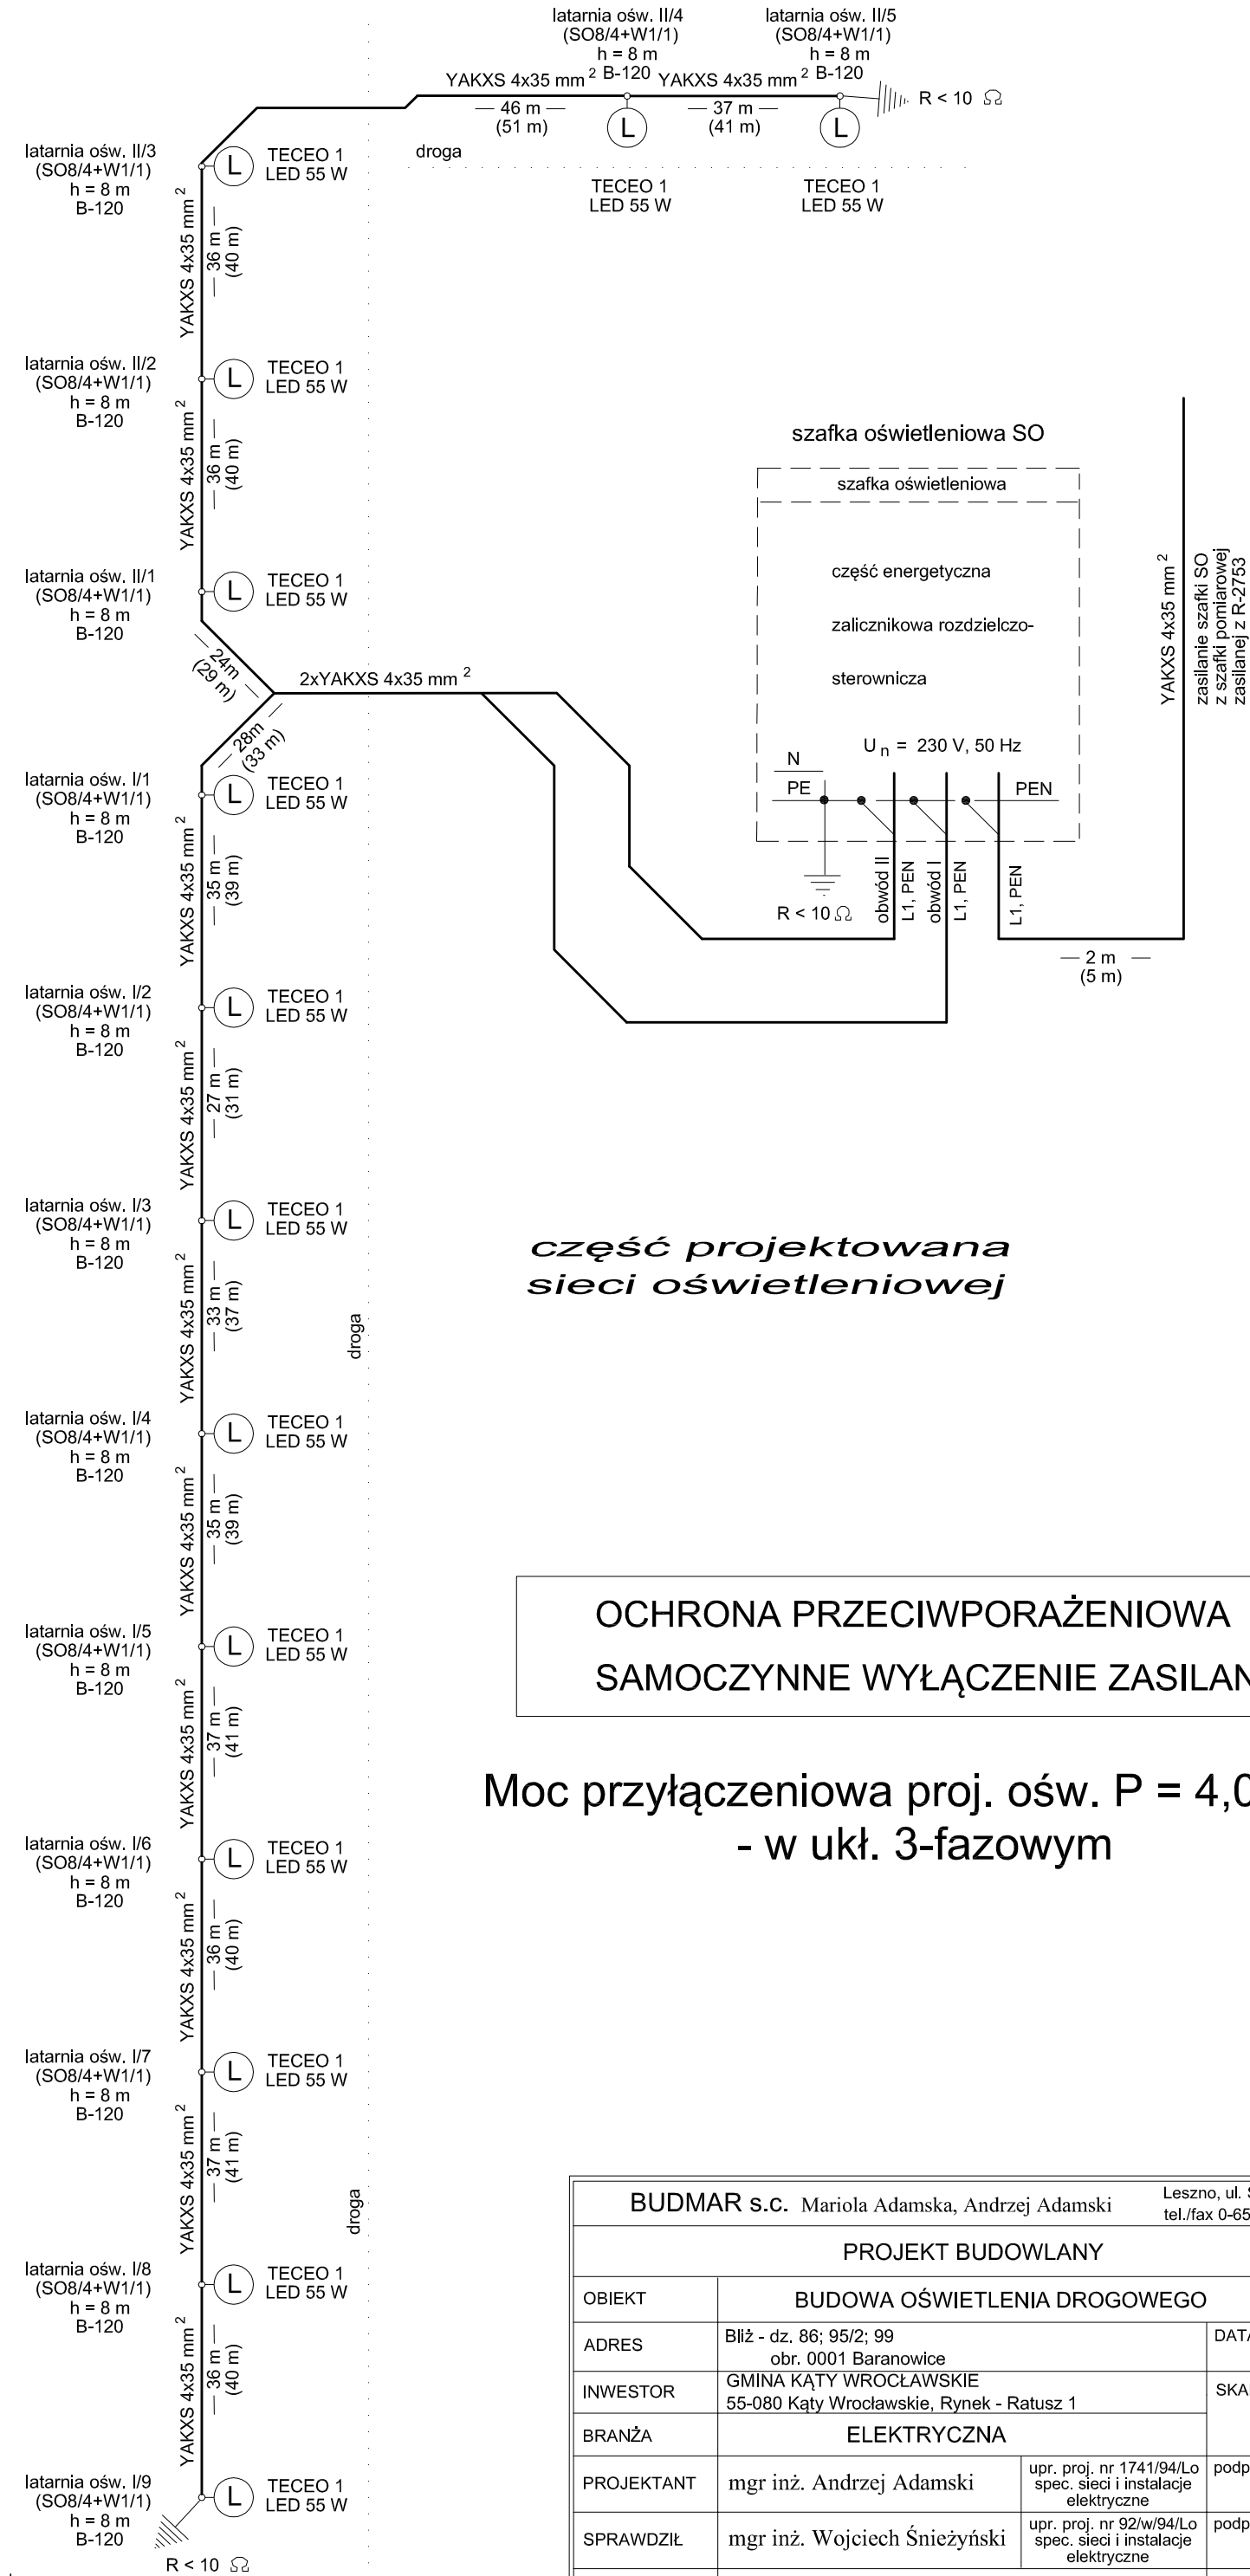 latarnia ośw. II/4
(SO8/4+W1/1)
h = 8 m
B-120
latarnia ośw. II/5
(SO8/4+W1/1)
h = 8 m
B-120
YAKXS 4x35 mm 2
YAKXS 4x35 mm 2
46 m
(51 m)
37 m
(41 m)
L
L
R < 10 Ω
droga
TECEO 1
LED 55 W
TECEO 1
LED 55 W
latarnia ośw. II/3
(SO8/4+W1/1)
h = 8 m
B-120
L
TECEO 1
LED 55 W
YAKXS 4x35 mm 2
36 m
(40 m)
latarnia ośw. II/2
(SO8/4+W1/1)
h = 8 m
B-120
L
TECEO 1
LED 55 W
YAKXS 4x35 mm 2
36 m
(40 m)
latarnia ośw. II/1
(SO8/4+W1/1)
h = 8 m
B-120
L
TECEO 1
LED 55 W
24m
(29 m)
2xYAKXS 4x35 mm 2
28m
(33 m)
szafka oświetleniowa SO
szafka oświetleniowa
część energetyczna
zalicznikowa rozdzielczo-
sterownicza
U n = 230 V, 50 Hz
N
PE
PEN
R < 10 Ω
obwód II
L1, PEN
obwód I
L1, PEN
L1, PEN
2 m
(5 m)
YAKXS 4x35 mm 2
zasilanie szafki SO
z szafki pomiarowej
zasilanej z R-2753
latarnia ośw. I/1
(SO8/4+W1/1)
h = 8 m
B-120
L
TECEO 1
LED 55 W
YAKXS 4x35 mm 2
35 m
(39 m)
latarnia ośw. I/2
(SO8/4+W1/1)
h = 8 m
B-120
L
TECEO 1
LED 55 W
YAKXS 4x35 mm 2
27 m
(31 m)
latarnia ośw. I/3
(SO8/4+W1/1)
h = 8 m
B-120
L
TECEO 1
LED 55 W
YAKXS 4x35 mm 2
33 m
(37 m)
droga
część projektowana
sieci oświetleniowej
latarnia ośw. I/4
(SO8/4+W1/1)
h = 8 m
B-120
L
TECEO 1
LED 55 W
YAKXS 4x35 mm 2
35 m
(39 m)
latarnia ośw. I/5
(SO8/4+W1/1)
h = 8 m
B-120
L
TECEO 1
LED 55 W
YAKXS 4x35 mm 2
37 m
(41 m)
OCHRONA PRZECIWPORAŻENIOWA
SAMOCZYNNE WYŁĄCZENIE ZASILAN
Moc przyłączeniowa proj. ośw. P = 4,0
- w ukł. 3-fazowym
latarnia ośw. I/6
(SO8/4+W1/1)
h = 8 m
B-120
L
TECEO 1
LED 55 W
YAKXS 4x35 mm 2
36 m
(40 m)
latarnia ośw. I/7
(SO8/4+W1/1)
h = 8 m
B-120
L
TECEO 1
LED 55 W
YAKXS 4x35 mm 2
37 m
(41 m)
droga
latarnia ośw. I/8
(SO8/4+W1/1)
h = 8 m
B-120
L
TECEO 1
LED 55 W
YAKXS 4x35 mm 2
36 m
(40 m)
latarnia ośw. I/9
(SO8/4+W1/1)
h = 8 m
B-120
L
TECEO 1
LED 55 W
R < 10 Ω
BUDMAR s.c. Mariola Adamska, Andrzej Adamski
Leszno, ul. S
tel./fax 0-65
PROJEKT BUDOWLANY
OBIEKT
BUDOWA OŚWIETLENIA DROGOWEGO
ADRES
Bliż - dz. 86; 95/2; 99
obr. 0001 Baranowice
DATA
INWESTOR
GMINA KĄTY WROCŁAWSKIE
55-080 Kąty Wrocławskie, Rynek - Ratusz 1
SKA
BRANŻA
ELEKTRYCZNA
PROJEKTANT
mgr inż. Andrzej Adamski
upr. proj. nr 1741/94/Lo
spec. sieci i instalacje
elektryczne
podp
SPRAWDZIŁ
mgr inż. Wojciech Śnieżyński
upr. proj. nr 92/w/94/Lo
spec. sieci i instalacje
elektryczne
podp